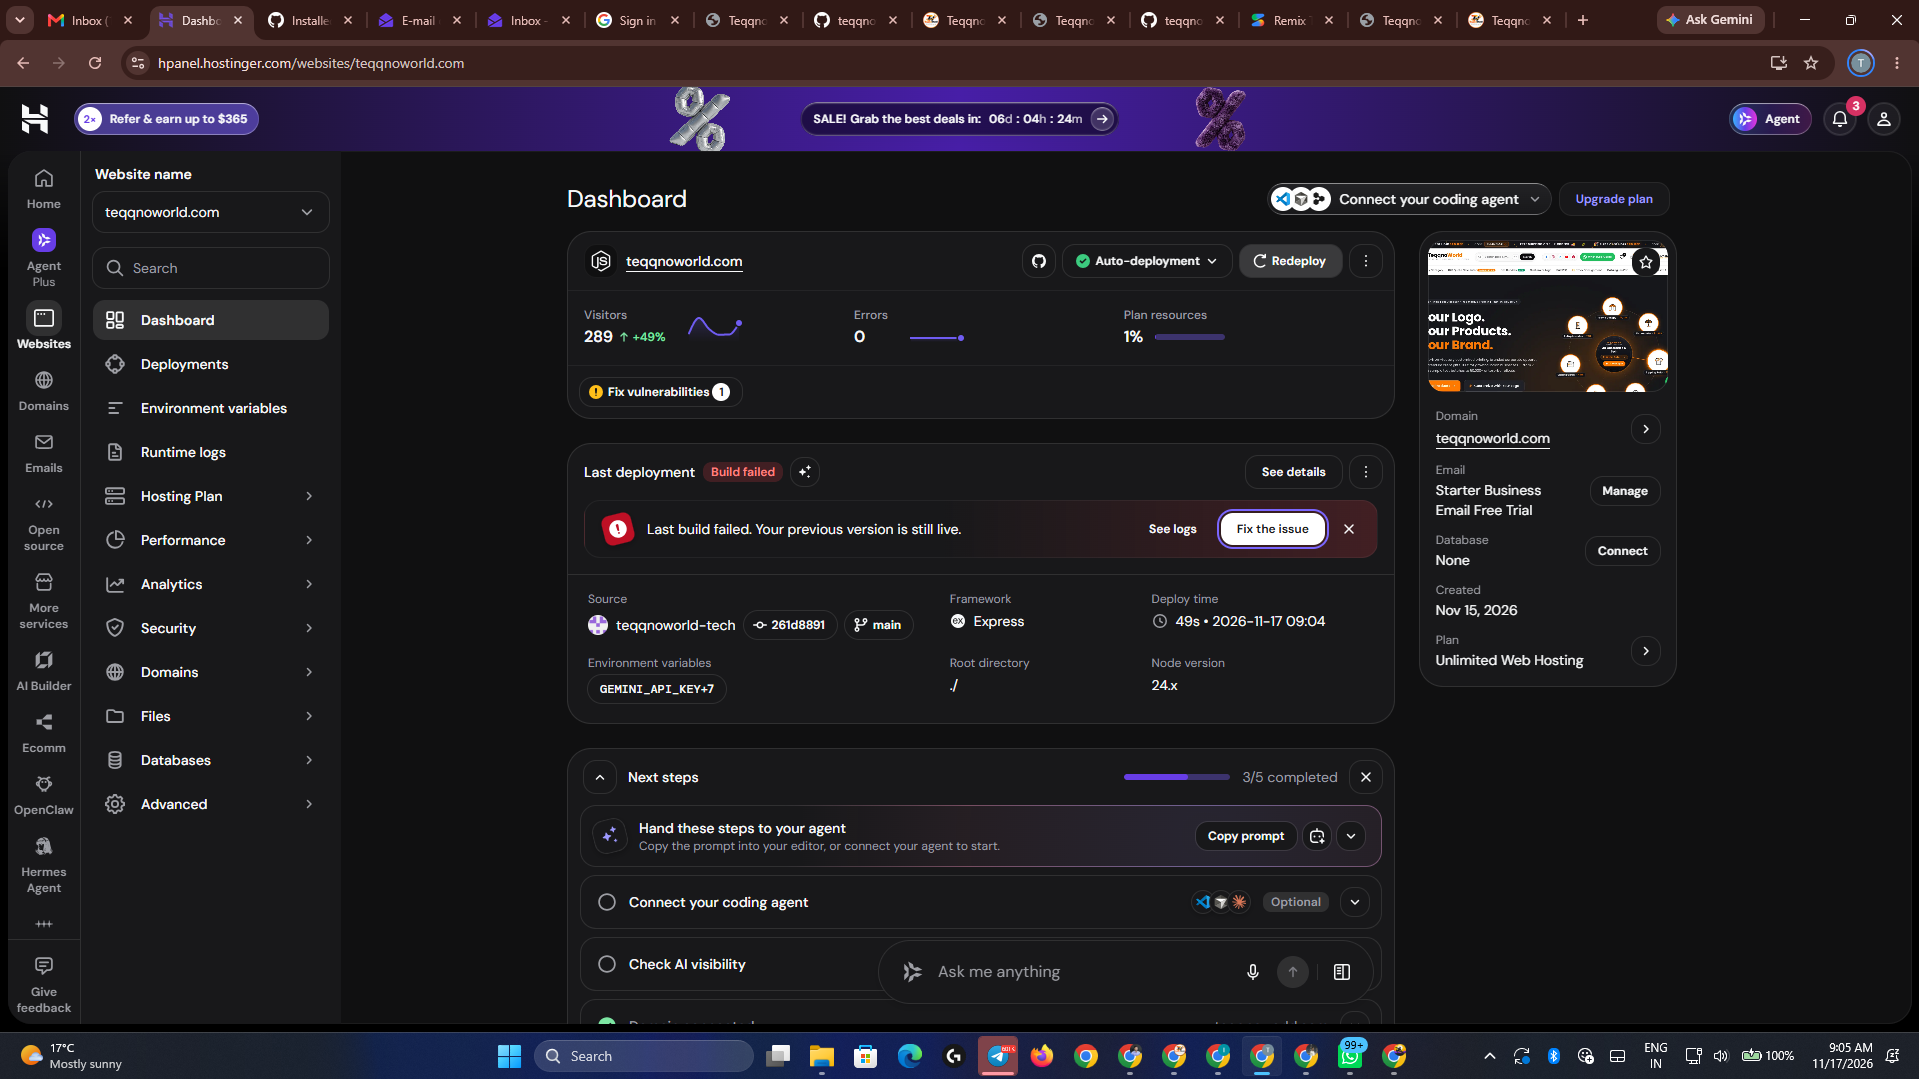 Inbox (
Dashbo
Installe
E-mail
Inbox -
Sign in
Teqqno
teqqno
Teqqno
Teqqno
teqqno
Remix
Teqqno
Teqqno
Ask Gemini
hpanel.hostinger.com/websites/teqqnoworld.com
T
2× Refer & earn up to $365
SALE! Grab the best deals in: 06d : 04h : 24m
Agent
3
Home
Agent Plus
Websites
Domains
Emails
Open source
More services
AI Builder
Ecomm
OpenClaw
Hermes Agent
Give feedback
Website name
teqqnoworld.com
Search
Dashboard
Deployments
Environment variables
Runtime logs
Hosting Plan
Performance
Analytics
Security
Domains
Files
Databases
Advanced
Dashboard
Connect your coding agent
Upgrade plan
JS teqqnoworld.com
Auto-deployment
Redeploy
Visitors
289 ↑ +49%
Errors
0
Plan resources
1%
Fix vulnerabilities 1
Last deployment Build failed
See details
Last build failed. Your previous version is still live.
See logs
Fix the issue
Source
teqqnoworld-tech 261d8891 main
Framework
ex Express
Deploy time
49s • 2026-11-17 09:04
Environment variables
GEMINI_API_KEY+7
Root directory
./
Node version
24.x
Next steps
3/5 completed
Hand these steps to your agent
Copy the prompt into your editor, or connect your agent to start.
Copy prompt
Connect your coding agent
Optional
Check AI visibility
Ask me anything
our Logo.
our Products.
our Brand.
Domain
teqqnoworld.com
Email
Starter Business Email Free Trial
Manage
Database
None
Connect
Created
Nov 15, 2026
Plan
Unlimited Web Hosting
17°C
Mostly sunny
Search
99+
ENG
IN
100%
9:05 AM
11/17/2026